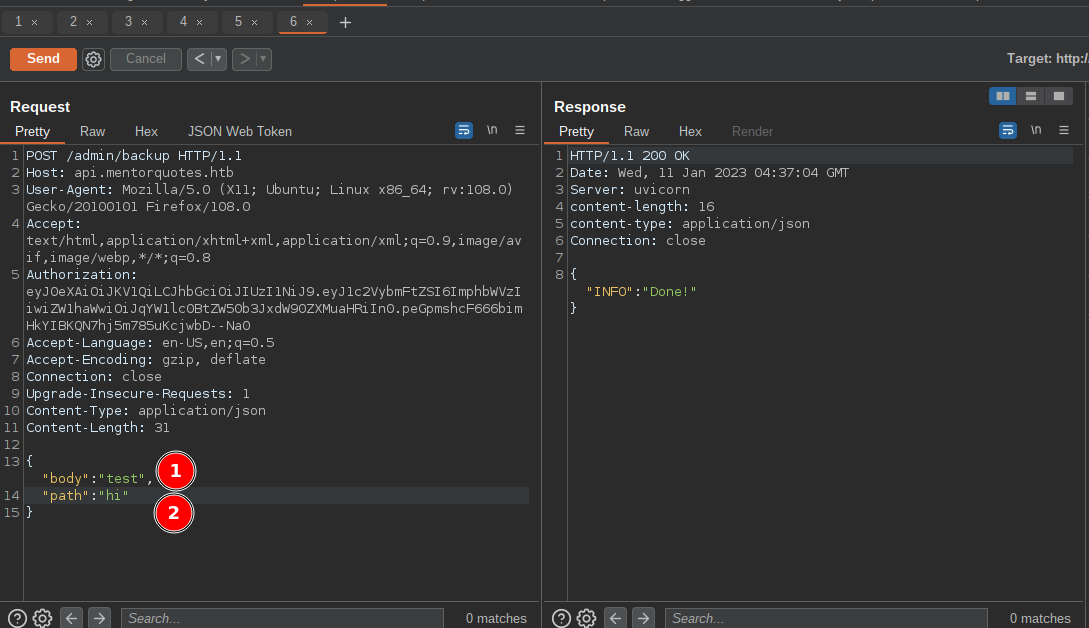 1 × 2 × 3 × 4 × 5 × 6 × +
Send Cancel < ▾ > ▾ Target: http:/
Request
Pretty Raw Hex JSON Web Token \n
1 POST /admin/backup HTTP/1.1
2 Host: api.mentorquotes.htb
3 User-Agent: Mozilla/5.0 (X11; Ubuntu; Linux x86_64; rv:108.0)
Gecko/20100101 Firefox/108.0
4 Accept:
text/html,application/xhtml+xml,application/xml;q=0.9,image/av
if,image/webp,*/*;q=0.8
5 Authorization:
eyJ0eXAiOiJKV1QiLCJhbGciOiJIUzI1NiJ9.eyJ1c2VybmFtZSI6ImphbWVzI
iwiZW1haWwiOiJqYW1lc0BtZW50b3JxdW90ZXMuaHRiIn0.peGpmshcF666bim
HkYIBKQN7hj5m785uKcjwbD--Na0
6 Accept-Language: en-US,en;q=0.5
7 Accept-Encoding: gzip, deflate
8 Connection: close
9 Upgrade-Insecure-Requests: 1
10 Content-Type: application/json
11 Content-Length: 31
12
13 {
"body":"test", 1
14 "path":"hi"
2
15 }
Search... 0 matches
Response
Pretty Raw Hex Render \n
1 HTTP/1.1 200 OK
2 Date: Wed, 11 Jan 2023 04:37:04 GMT
3 Server: uvicorn
4 content-length: 16
5 content-type: application/json
6 Connection: close
7
8 {
"INFO":"Done!"
}
Search... 0 matches